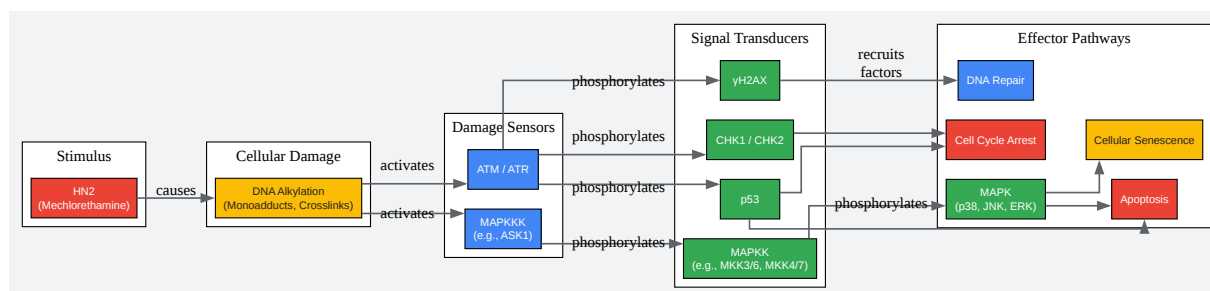 Stimulus
HN2
(Mechlorethamine)
causes
Cellular Damage
DNA Alkylation
(Monoadducts, Crosslinks)
activates
activates
Damage Sensors
ATM / ATR
MAPKKK
(e.g., ASK1)
phosphorylates
phosphorylates
phosphorylates
phosphorylates
Signal Transducers
γH2AX
CHK1 / CHK2
p53
MAPKK
(e.g., MKK3/6, MKK4/7)
recruits
factors
phosphorylates
Effector Pathways
DNA Repair
Cell Cycle Arrest
Cellular Senescence
MAPK
(p38, JNK, ERK)
Apoptosis